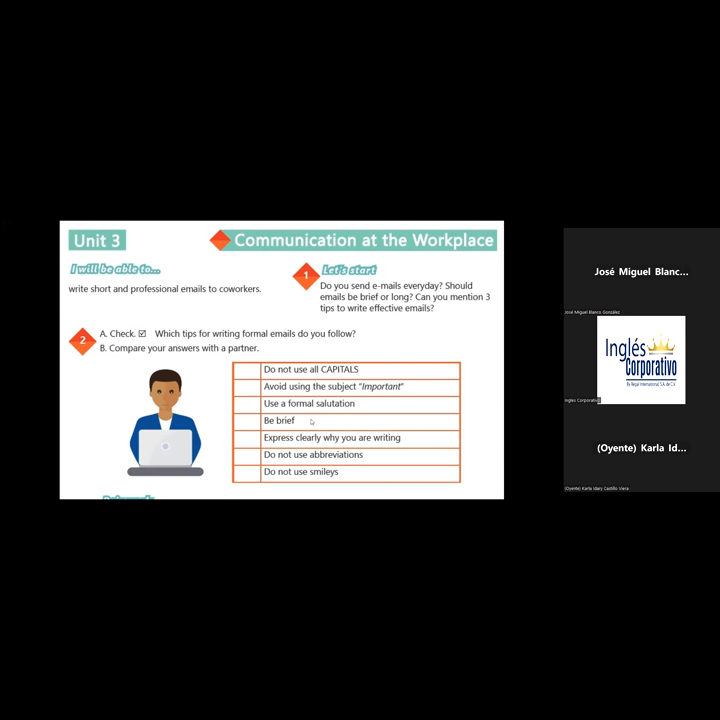 Unit 3
Communication at the Workplace
I will be able to...
write short and professional emails to coworkers.
1
Let's start
Do you send e-mails everyday? Should
emails be brief or long? Can you mention 3
tips to write effective emails?
2
A. Check. ☑ Which tips for writing formal emails do you follow?
B. Compare your answers with a partner.
Do not use all CAPITALS
Avoid using the subject “Important”
Use a formal salutation
Be brief
Express clearly why you are writing
Do not use abbreviations
Do not use smileys
José Miguel Blanc...
José Miguel Blanco González
Inglés
Corporativo
By Regal International S.A. de C.V.
Ingles Corporativo
(Oyente) Karla Id...
(Oyente) Karla Idary Castillo Viera